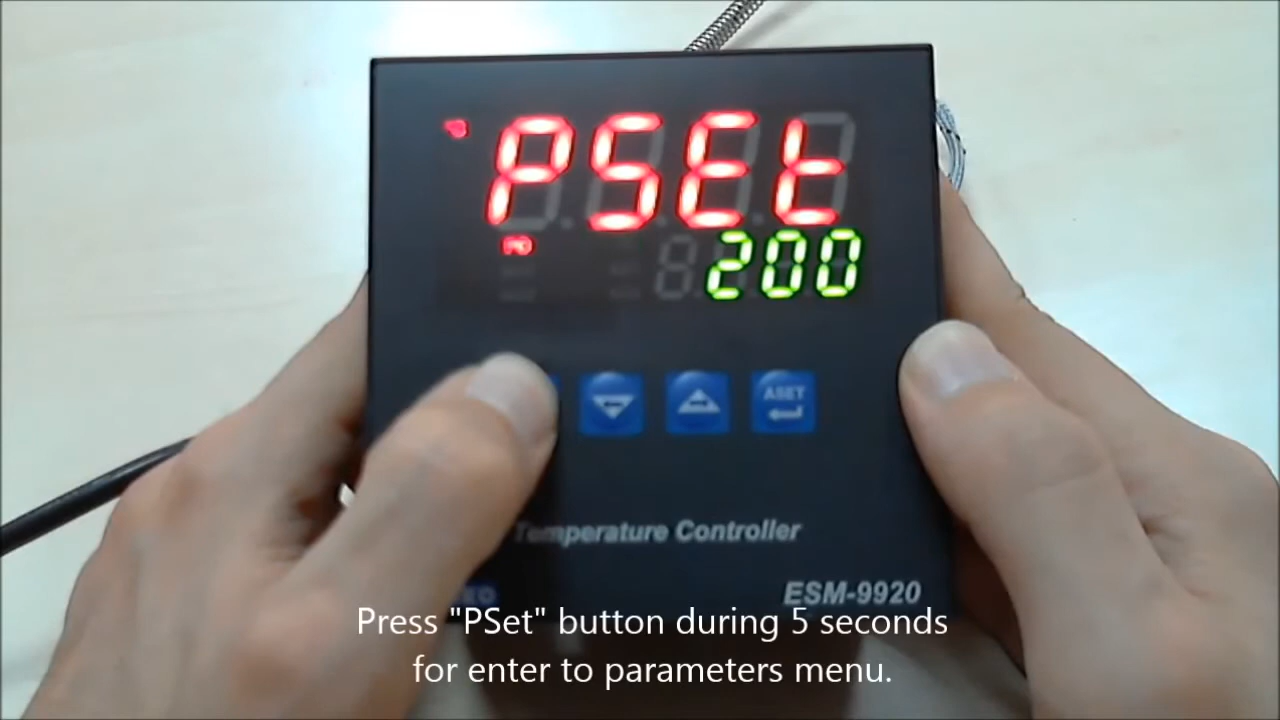 PSEt
200
ASET
Temperature Controller
ESM-9920
Press "PSet" button during 5 seconds
for enter to parameters menu.